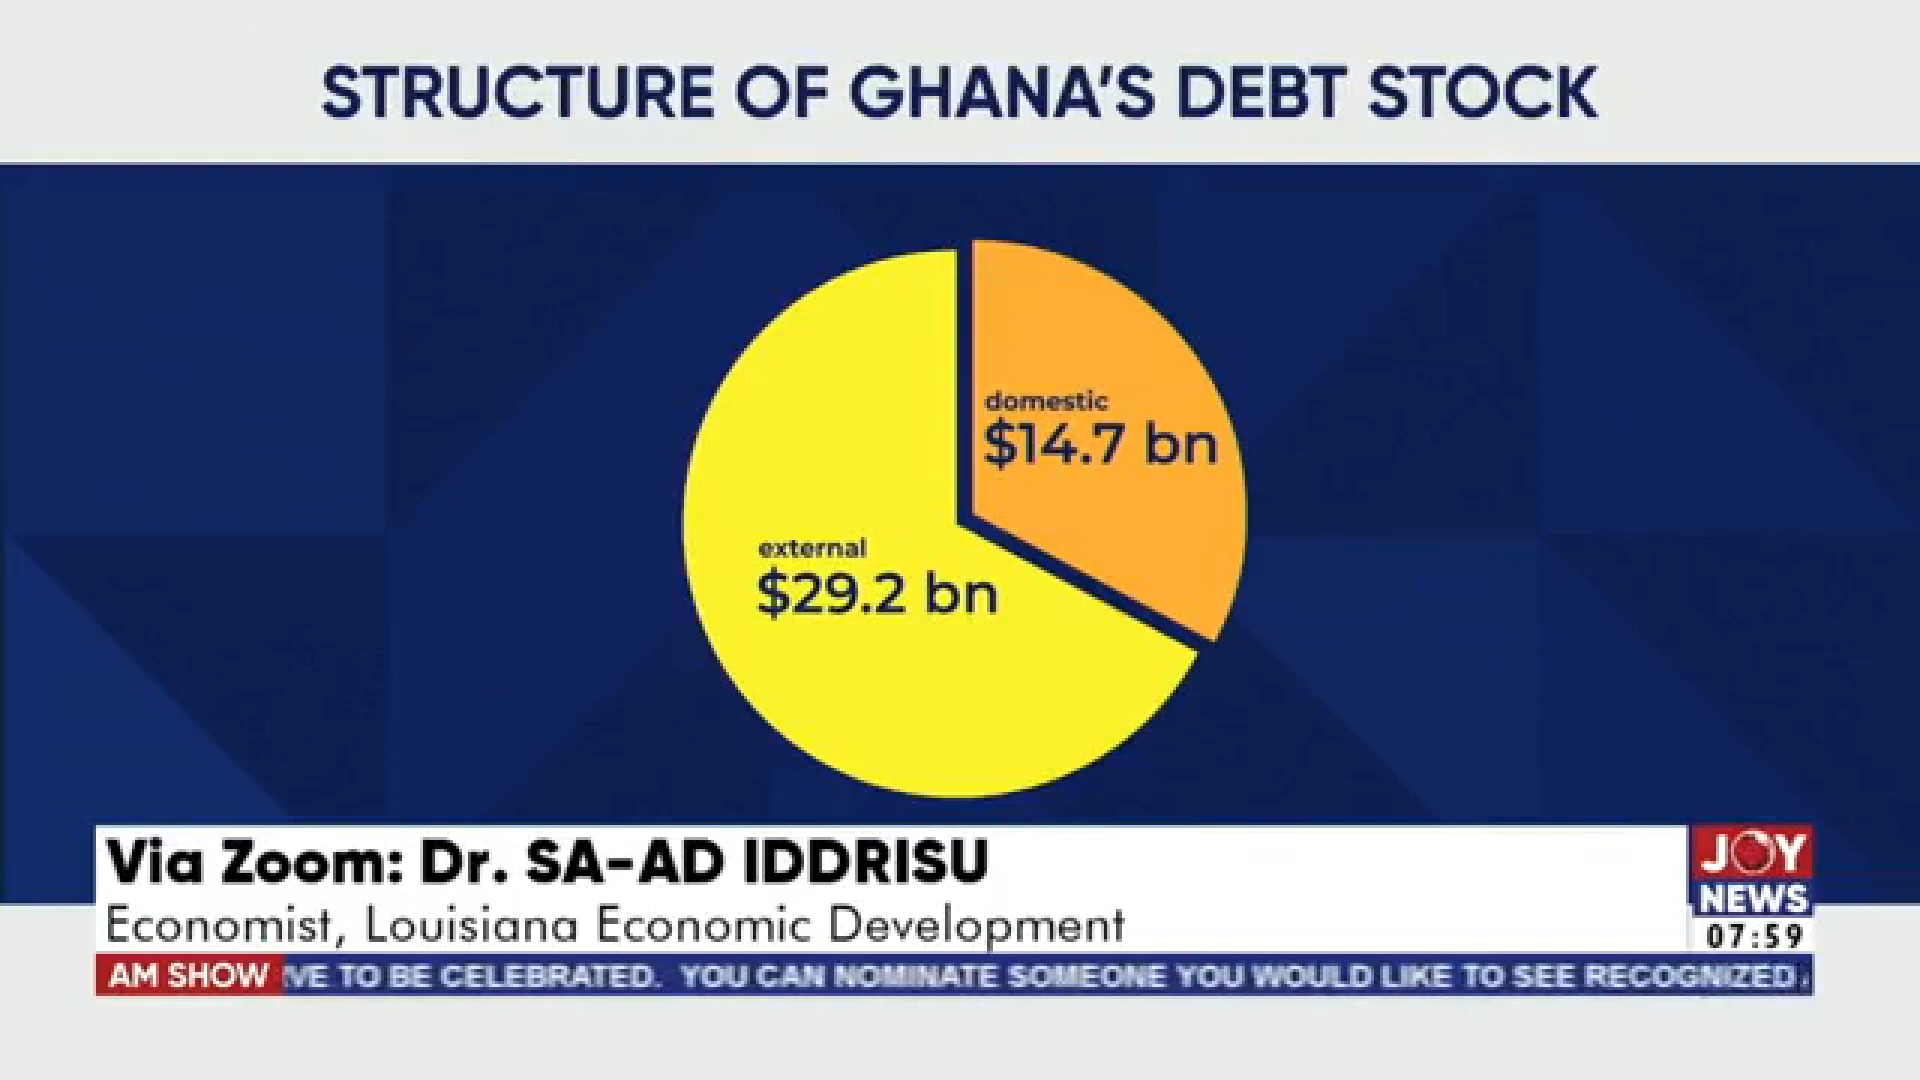 STRUCTURE OF GHANA'S DEBT STOCK
domestic
$14.7 bn
external
$29.2 bn
Via Zoom: Dr. SA-AD IDDRISU
Economist, Louisiana Economic Development
JOY
NEWS
07:59
AM SHOW
VE TO BE CELEBRATED. YOU CAN NOMINATE SOMEONE YOU WOULD LIKE TO SEE RECOGNIZED